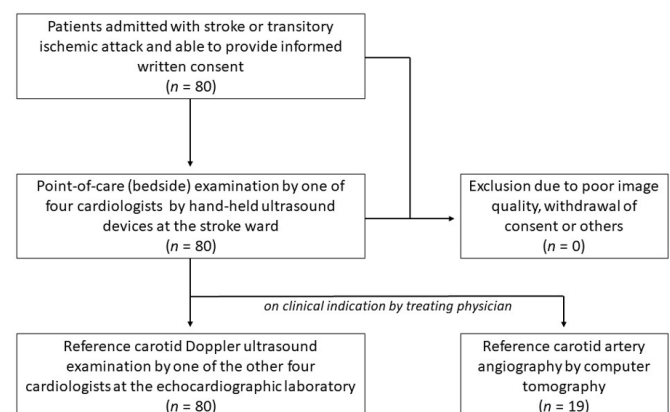 Patients admitted with stroke or transitory
ischemic attack and able to provide informed
written consent
(n = 80)
Point-of-care (bedside) examination by one of
four cardiologists by hand-held ultrasound
devices at the stroke ward
(n = 80)
Exclusion due to poor image
quality, withdrawal of
consent or others
(n = 0)
on clinical indication by treating physician
Reference carotid Doppler ultrasound
examination by one of the other four
cardiologists at the echocardiographic laboratory
(n = 80)
Reference carotid artery
angiography by computer
tomography
(n = 19)